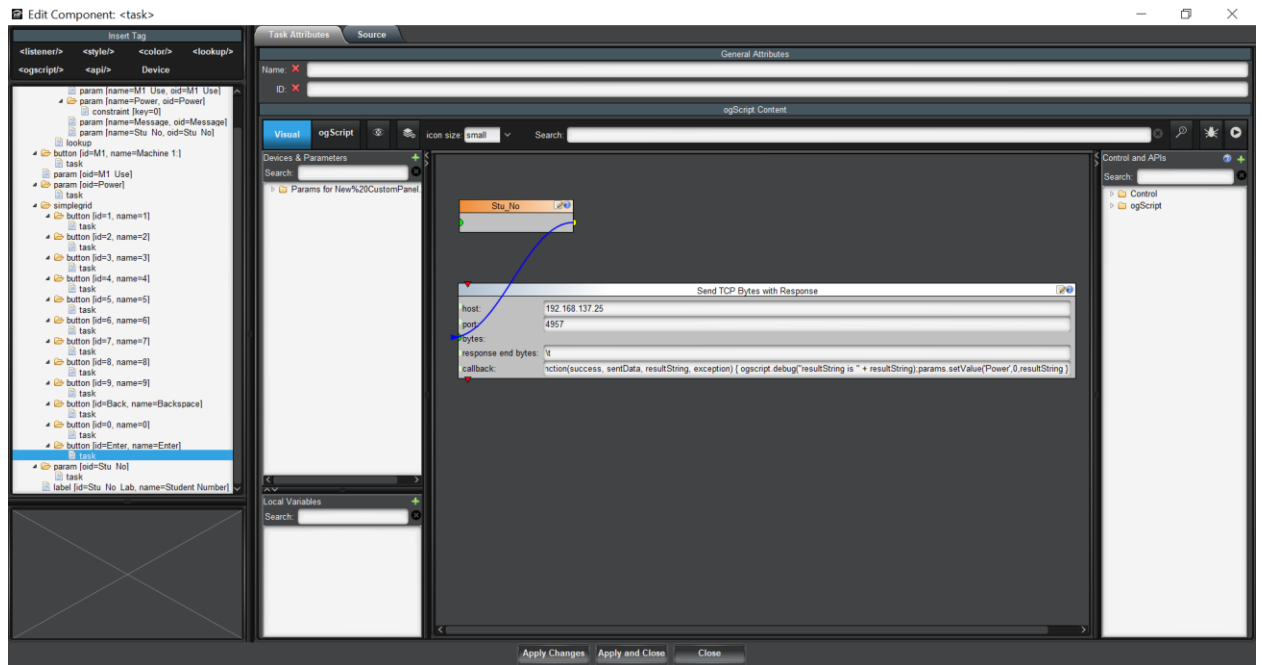 Edit Component: <task>
Insert Tag
<listener/> <style/> <color/> <lookup/>
<ogscript/> <api/> Device
param [name=M1_Use, oid=M1_Use]
param [name=Power, oid=Power]
constraint [key=0]
param [name=Message, oid=Message]
param [name=Stu_No, oid=Stu_No]
lookup
button [id=M1, name=Machine 1:]
task
param [oid=M1_Use]
param [oid=Power]
task
simplegrid
button [id=1, name=1]
task
button [id=2, name=2]
task
button [id=3, name=3]
task
button [id=4, name=4]
task
button [id=5, name=5]
task
button [id=6, name=6]
task
button [id=7, name=7]
task
button [id=8, name=8]
task
button [id=9, name=9]
task
button [id=Back, name=Backspace]
task
button [id=0, name=0]
task
button [id=Enter, name=Enter]
task
param [oid=Stu_No]
task
label [id=Stu_No_Lab, name=Student Number]
Task Attributes Source
General Attributes
Name:
ID:
ogScript Content
Visual ogScript icon size: small Search:
Devices & Parameters
Search:
Params for New%20CustomPanel.
Local Variables
Search:
Stu_No
Send TCP Bytes with Response
host: 192.168.137.25
port: 4957
bytes:
response end bytes: \t
callback: nction(success, sentData, resultString, exception) { ogscript.debug("resultString is " + resultString);params.setValue('Power',0,resultString }
Control and APIs
Search:
Control
ogScript
Apply Changes Apply and Close Close